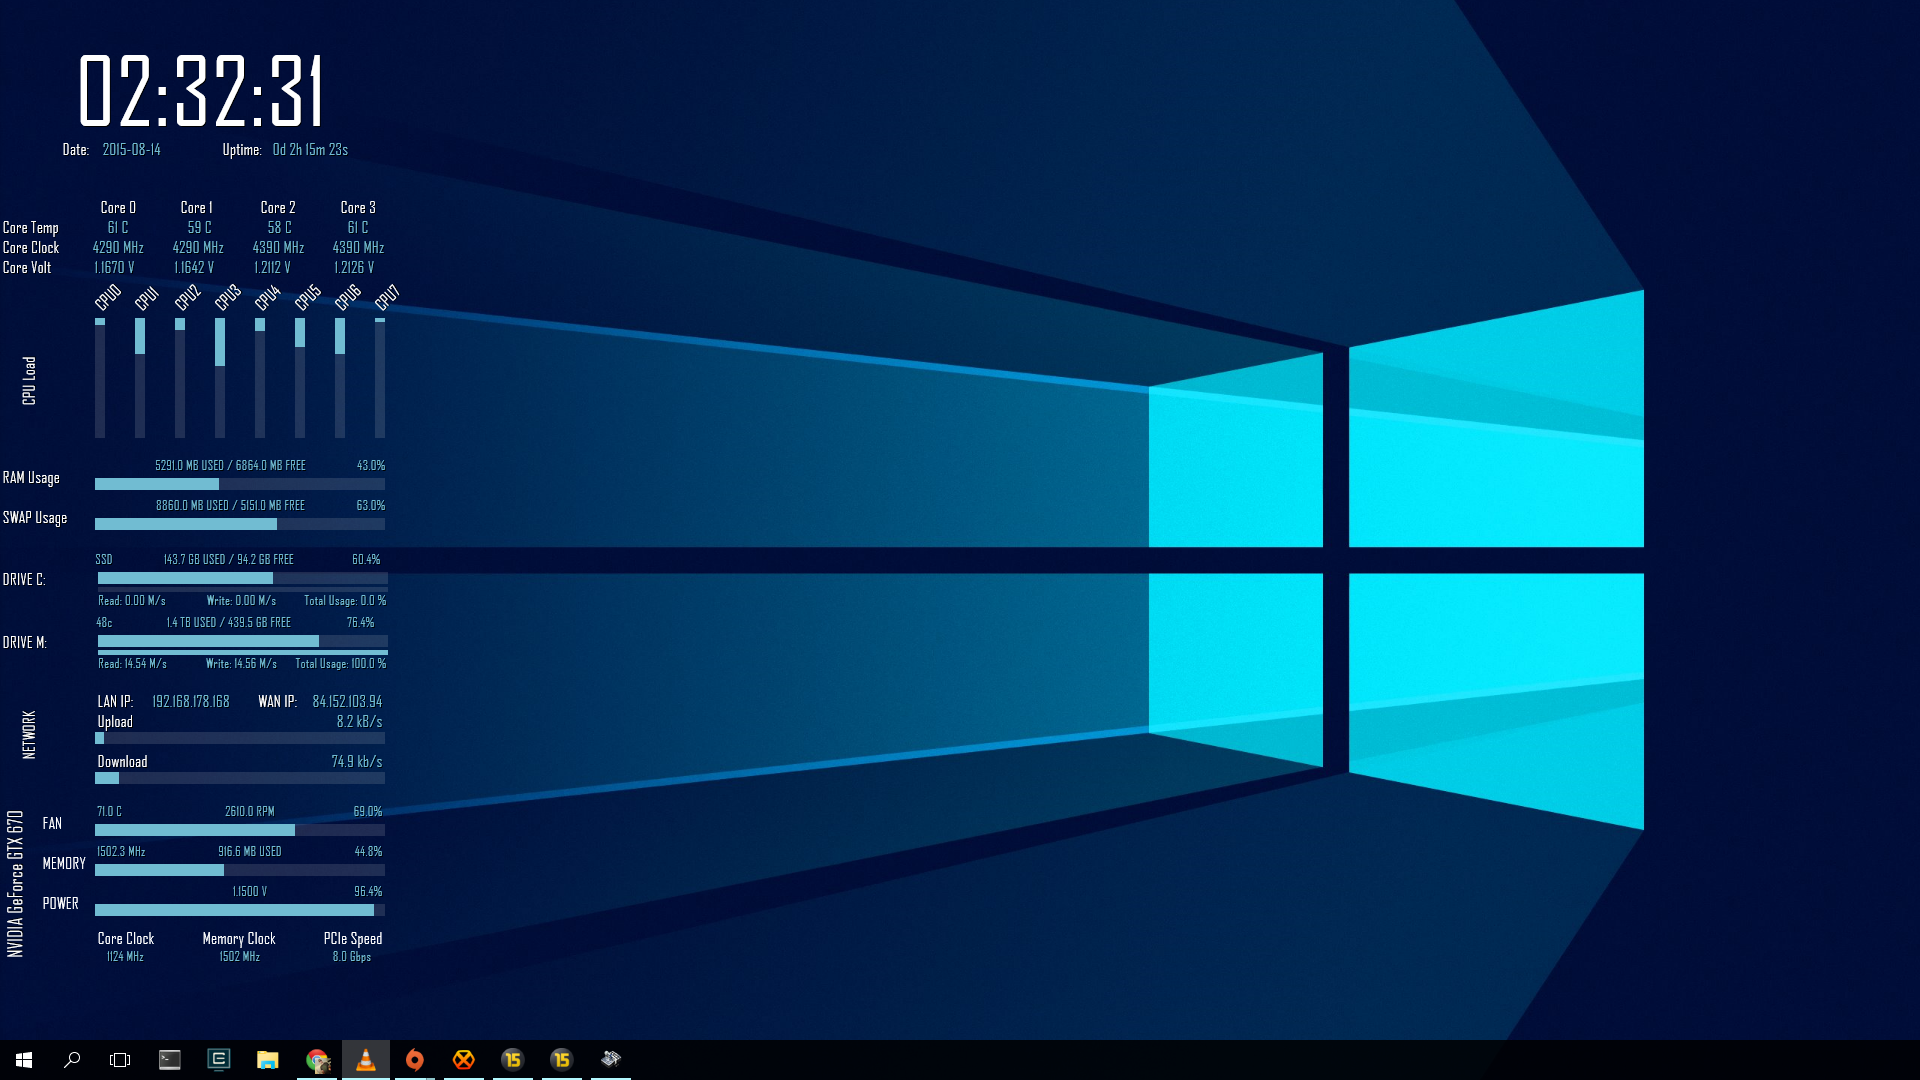 02:32:31
Date: 2015-08-14 Uptime: 0d 2h 15m 23s
Core 0 Core 1 Core 2 Core 3
Core Temp 61 C 59 C 58 C 61 C
Core Clock 4290 MHz 4290 MHz 4390 MHz 4390 MHz
Core Volt 1.1670 V 1.1642 V 1.2112 V 1.2126 V
CPU0 CPU1 CPU2 CPU3 CPU4 CPU5 CPU6 CPU7
CPU Load
5291.0 MB USED / 6864.0 MB FREE 43.0%
RAM Usage
8860.0 MB USED / 5151.0 MB FREE 63.0%
SWAP Usage
SSD 143.7 GB USED / 94.2 GB FREE 60.4%
DRIVE C:
Read: 0.00 M/s Write: 0.00 M/s Total Usage: 0.0 %
48c 1.4 TB USED / 439.5 GB FREE 76.4%
DRIVE M:
Read: 14.54 M/s Write: 14.56 M/s Total Usage: 100.0 %
NETWORK
LAN IP: 192.168.178.168 WAN IP: 84.152.103.94
Upload 8.2 kB/s
Download 74.9 kb/s
NVIDIA GeForce GTX 670
71.0 C 2610.0 RPM 69.0%
FAN
1502.3 MHz 916.6 MB USED 44.8%
MEMORY
1.1500 V 96.4%
POWER
Core Clock Memory Clock PCIe Speed
1124 MHz 1502 MHz 8.0 Gbps
15 15